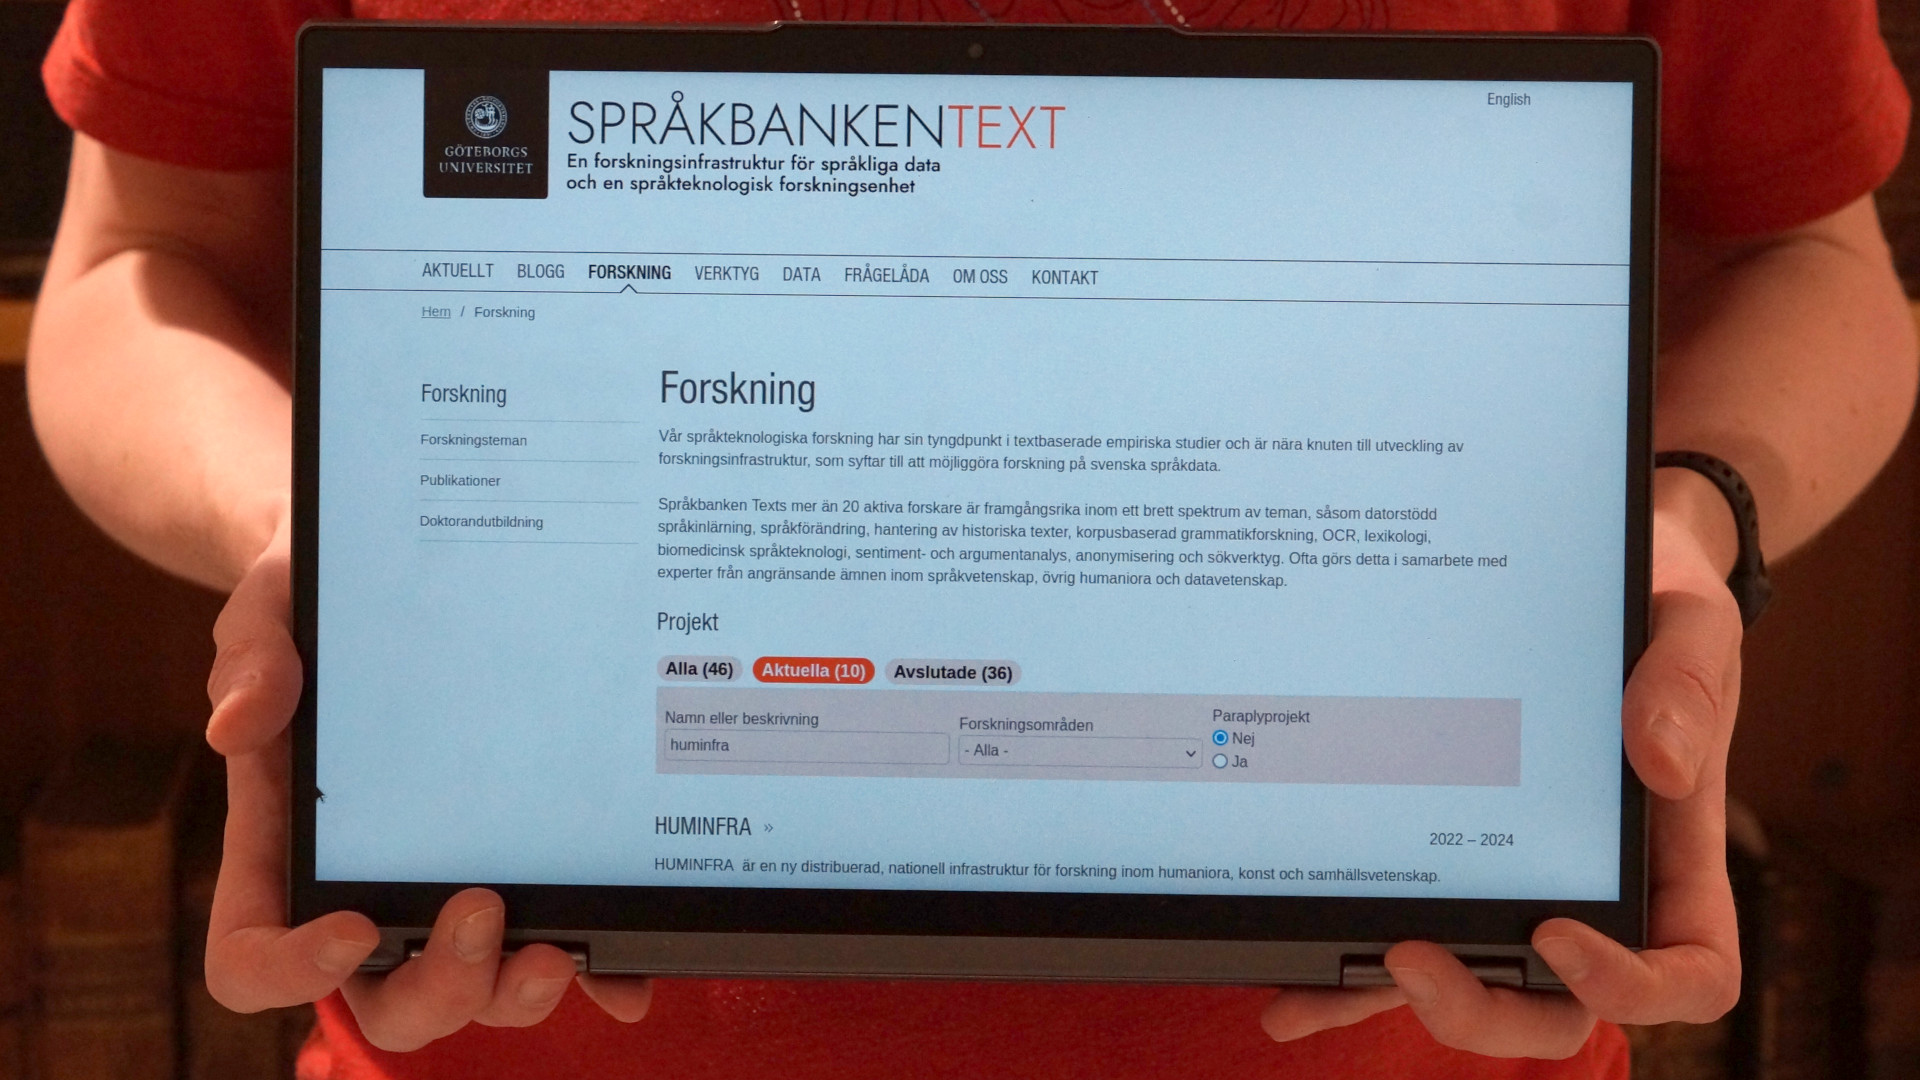 GÖTEBORGS
UNIVERSITET
SPRÅKBANKENTEXT
En forskningsinfrastruktur för språkliga data
och en språkteknologisk forskningsenhet
English
AKTUELLT BLOGG FORSKNING VERKTYG DATA FRÅGELÅDA OM OSS KONTAKT
Hem / Forskning
Forskning
Forskningsteman
Publikationer
Doktorandutbildning
Forskning
Vår språkteknologiska forskning har sin tyngdpunkt i textbaserade empiriska studier och är nära knuten till utveckling av
forskningsinfrastruktur, som syftar till att möjliggöra forskning på svenska språkdata.
Språkbanken Texts mer än 20 aktiva forskare är framgångsrika inom ett brett spektrum av teman, såsom datorstödd
språkinlärning, språkförändring, hantering av historiska texter, korpusbaserad grammatikforskning, OCR, lexikologi,
biomedicinsk språkteknologi, sentiment- och argumentanalys, anonymisering och sökverktyg. Ofta görs detta i samarbete med
experter från angränsande ämnen inom språkvetenskap, övrig humaniora och datavetenskap.
Projekt
Alla (46) Aktuella (10) Avslutade (36)
Namn eller beskrivning
huminfra
Forskningsområden
- Alla -
Paraplyprojekt
Nej
Ja
HUMINFRA »
2022 – 2024
HUMINFRA är en ny distribuerad, nationell infrastruktur för forskning inom humaniora, konst och samhällsvetenskap.